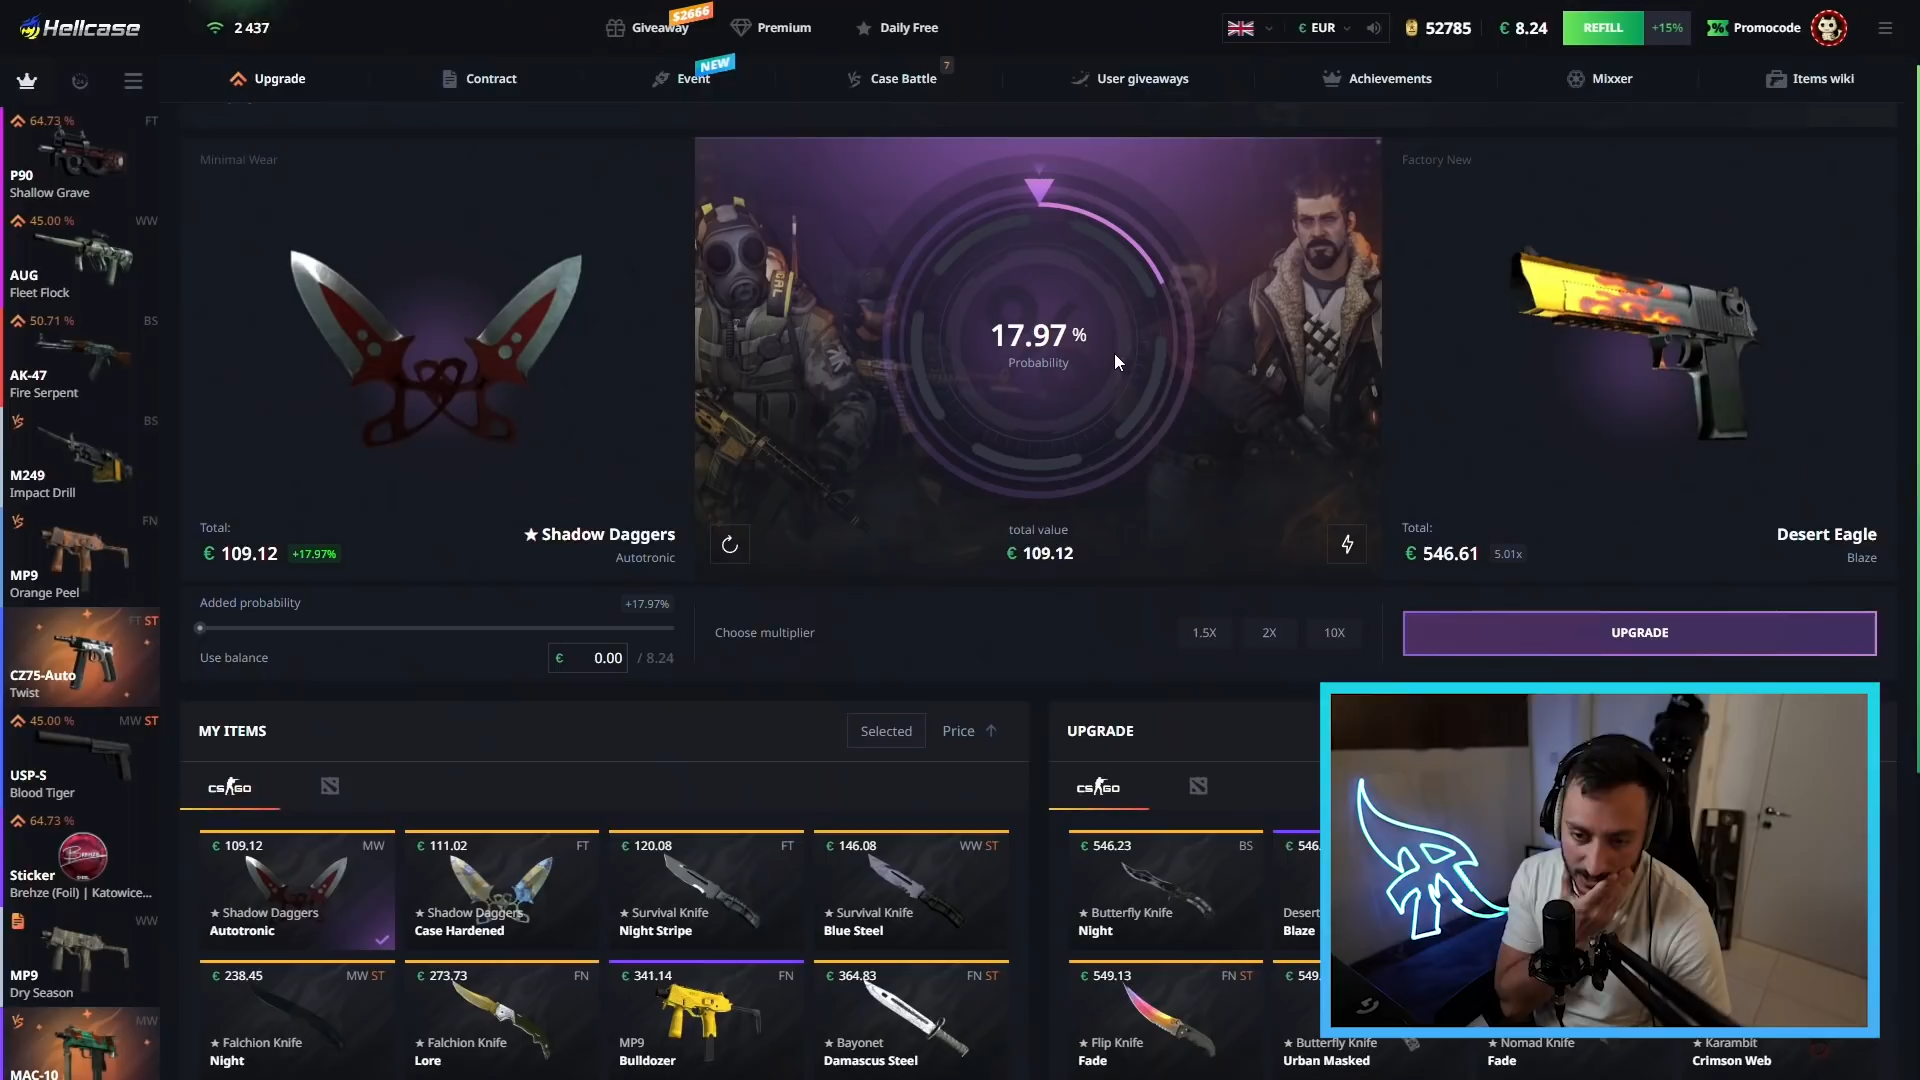 Hellcase
2 437
Giveaway
$2666
Premium
Daily Free
€ EUR
52785
€ 8.24
REFILL
+15%
Promocode
Upgrade
Contract
Event
NEW
Case Battle
7
User giveaways
Achievements
Mixxer
Items wiki
64.73 %
FT
P90
Shallow Grave
45.00 %
WW
AUG
Fleet Flock
50.71 %
BS
AK-47
Fire Serpent
BS
M249
Impact Drill
FN
MP9
Orange Peel
FT ST
CZ75-Auto
Twist
45.00 %
MW ST
USP-S
Blood Tiger
64.73 %
Sticker
Brehze (Foil) | Katowice...
WW
MP9
Dry Season
MW
MAC-10
Minimal Wear
Total:
€ 109.12
+17.97%
★ Shadow Daggers
Autotronic
17.97 %
Probability
total value
€ 109.12
Factory New
Total:
€ 546.61
5.01x
Desert Eagle
Blaze
Added probability
+17.97%
Use balance
€ 0.00
/ 8.24
Choose multiplier
1.5X
2X
10X
UPGRADE
MY ITEMS
Selected
Price
CS:GO
€ 109.12
MW
★ Shadow Daggers
Autotronic
€ 111.02
FT
★ Shadow Daggers
Case Hardened
€ 120.08
FT
★ Survival Knife
Night Stripe
€ 146.08
WW ST
★ Survival Knife
Blue Steel
€ 238.45
MW ST
★ Falchion Knife
Night
€ 273.73
FN
★ Falchion Knife
Lore
€ 341.14
FN
MP9
Bulldozer
€ 364.83
FN ST
★ Bayonet
Damascus Steel
UPGRADE
CS:GO
€ 546.23
BS
★ Butterfly Knife
Night
€ 546.
Desert
Blaze
€ 549.13
FN ST
★ Flip Knife
Fade
€ 549.
★ Butterfly Knife
Urban Masked
★ Nomad Knife
Fade
★ Karambit
Crimson Web